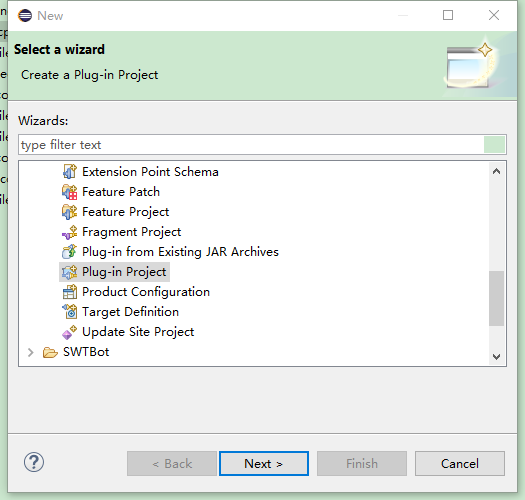 New
Select a wizard
Create a Plug-in Project
Wizards:
type filter text
Extension Point Schema
Feature Patch
Feature Project
Fragment Project
Plug-in from Existing JAR Archives
Plug-in Project
Product Configuration
Target Definition
Update Site Project
SWTBot
?
< Back
Next >
Finish
Cancel